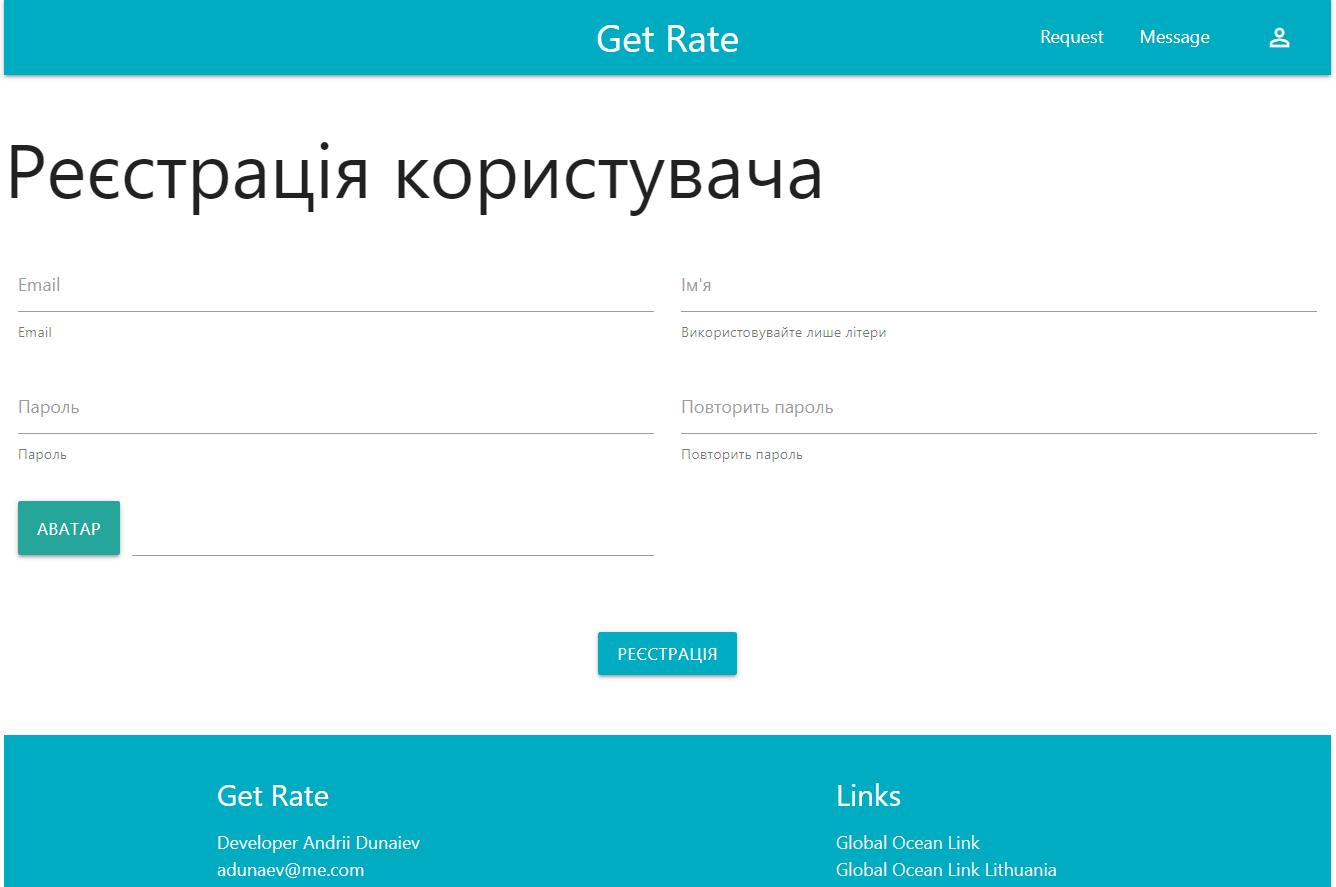 Get Rate
Request
Message
Реєстрація користувача
Email
Ім'я
Email
Використовувайте лише літери
Пароль
Повторить пароль
Пароль
Повторить пароль
АВАТАР
РЕЄСТРАЦІЯ
Get Rate
Links
Developer Andrii Dunaiev
Global Ocean Link
adunaev@me.com
Global Ocean Link Lithuania